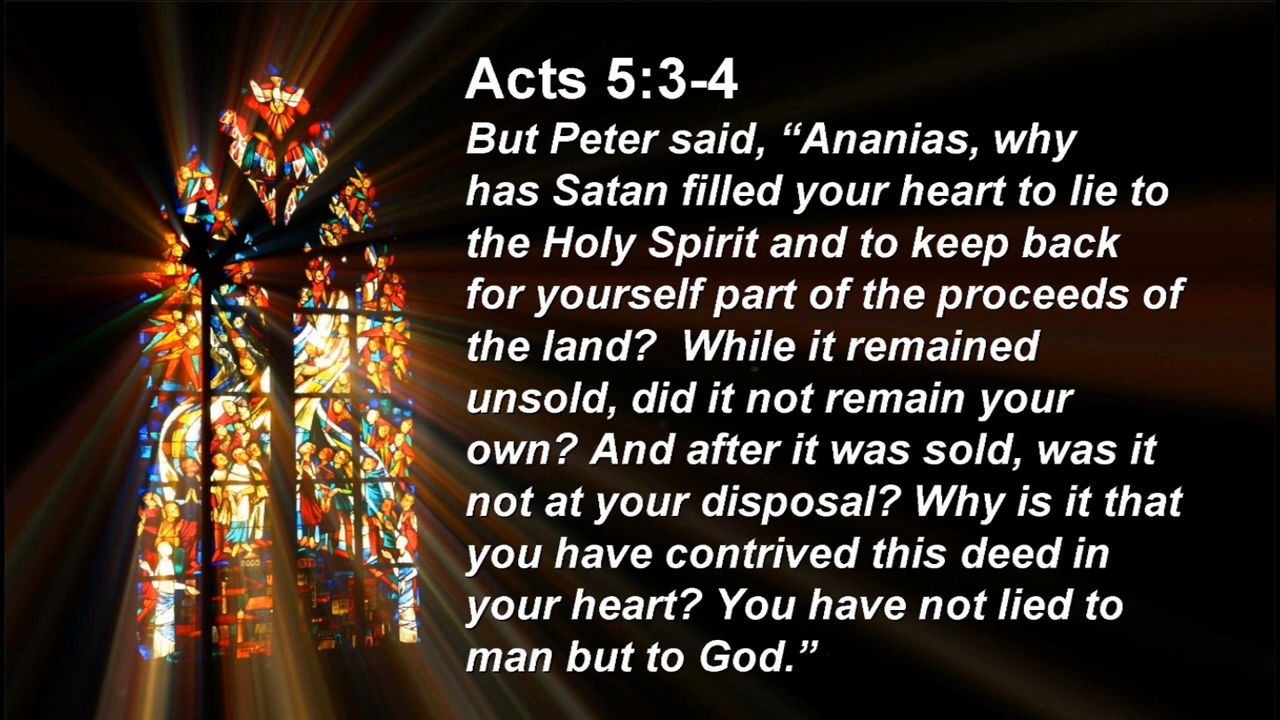 Acts 5:3-4
But Peter said, “Ananias, why
has Satan filled your heart to lie to
the Holy Spirit and to keep back
for yourself part of the proceeds of
the land?  While it remained
unsold, did it not remain your
own? And after it was sold, was it
not at your disposal? Why is it that
you have contrived this deed in
your heart? You have not lied to
man but to God.”